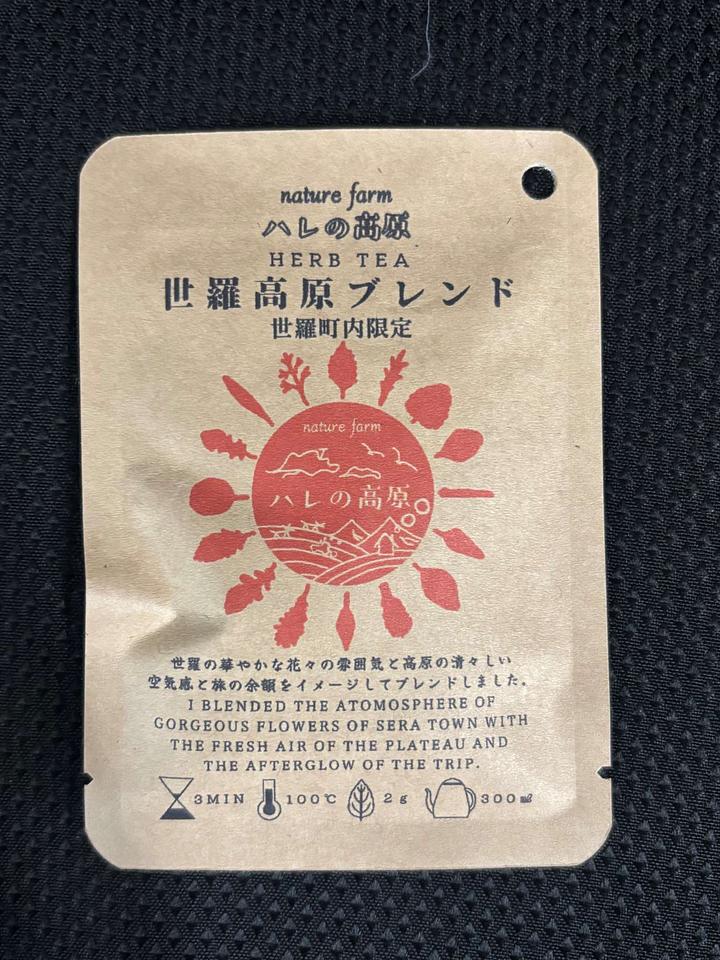 nature farm
ハレの高原
HERB TEA
世羅高原ブレンド
世羅町内限定
nature farm
ハレの高原
世羅の華やかな花々の雰囲気と高原の清々しい
空気感と旅の余韻をイメージしてブレンドしました。
I BLENDED THE ATOMOSPHERE OF
GORGEOUS FLOWERS OF SERA TOWN WITH
THE FRESH AIR OF THE PLATEAU AND
THE AFTERGLOW OF THE TRIP.
3MIN 100℃ 2g 300㎖